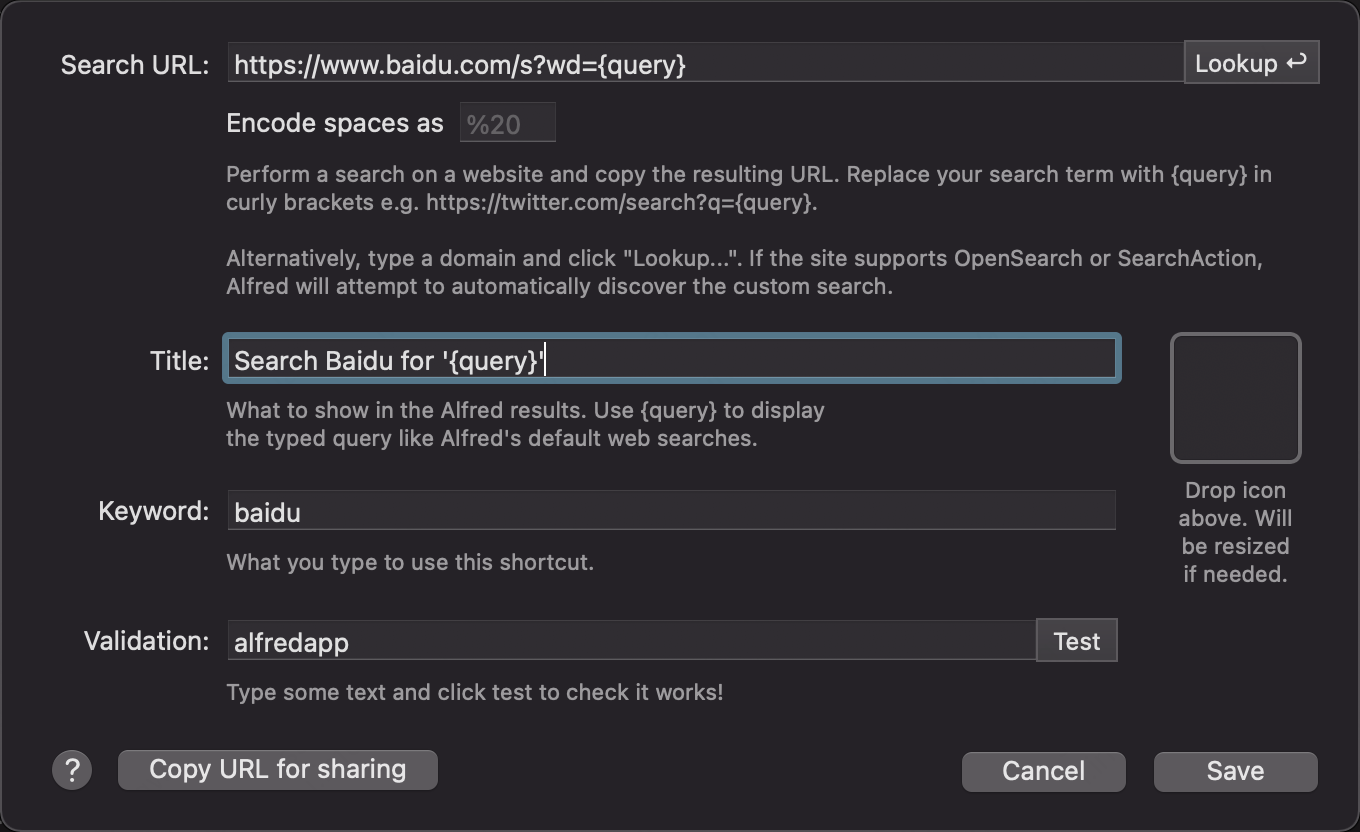 Search URL: https://www.baidu.com/s?wd={query} Lookup ↩
Encode spaces as %20
Perform a search on a website and copy the resulting URL. Replace your search term with {query} in
curly brackets e.g. https://twitter.com/search?q={query}.
Alternatively, type a domain and click "Lookup...". If the site supports OpenSearch or SearchAction,
Alfred will attempt to automatically discover the custom search.
Title: Search Baidu for '{query}'
What to show in the Alfred results. Use {query} to display
the typed query like Alfred's default web searches.
Keyword: baidu
What you type to use this shortcut.
Drop icon
above. Will
be resized
if needed.
Validation: alfredapp Test
Type some text and click test to check it works!
? Copy URL for sharing Cancel Save